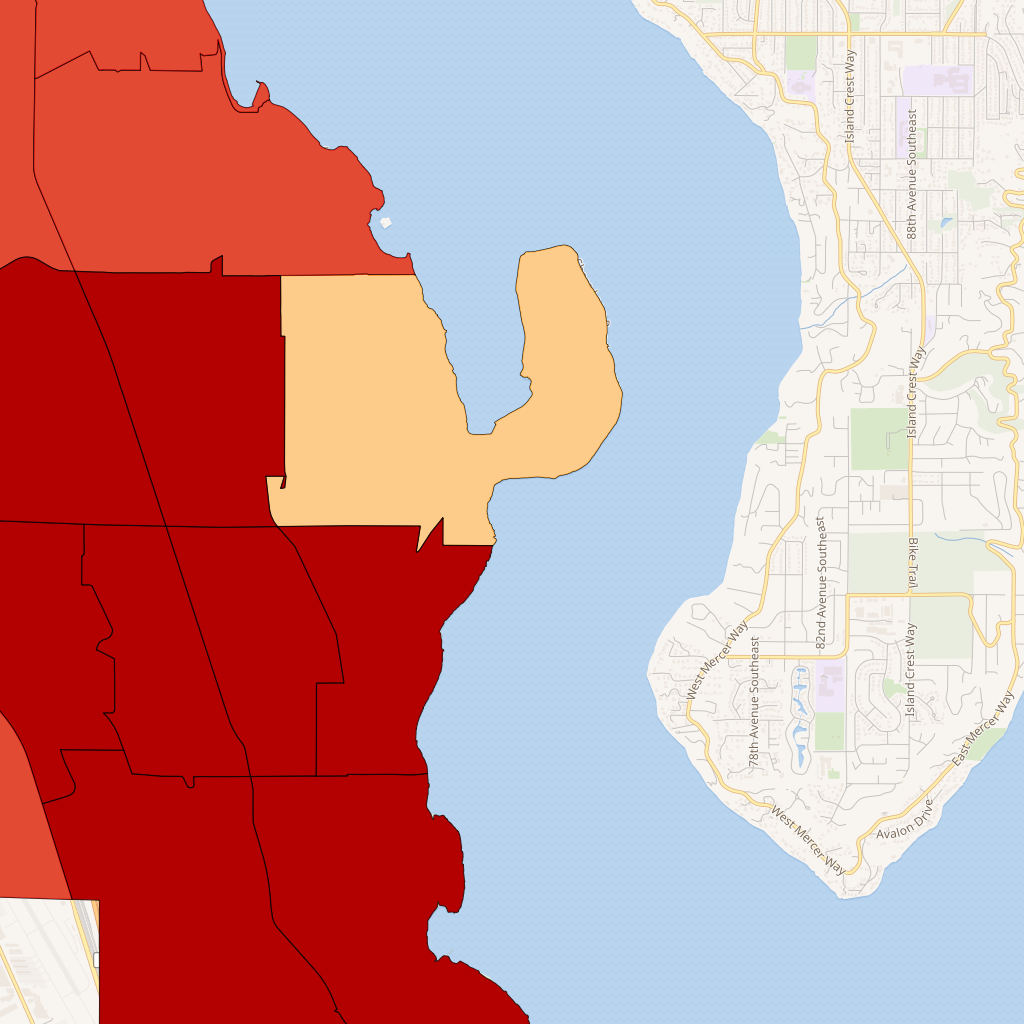 Island Crest Way
88th Avenue Southeast
Island Crest Way
82nd Avenue Southeast
Bike Trail
West Mercer Way
78th Avenue Southeast
Island Crest Way
East Mercer Way
West Mercer Way
Avalon Drive